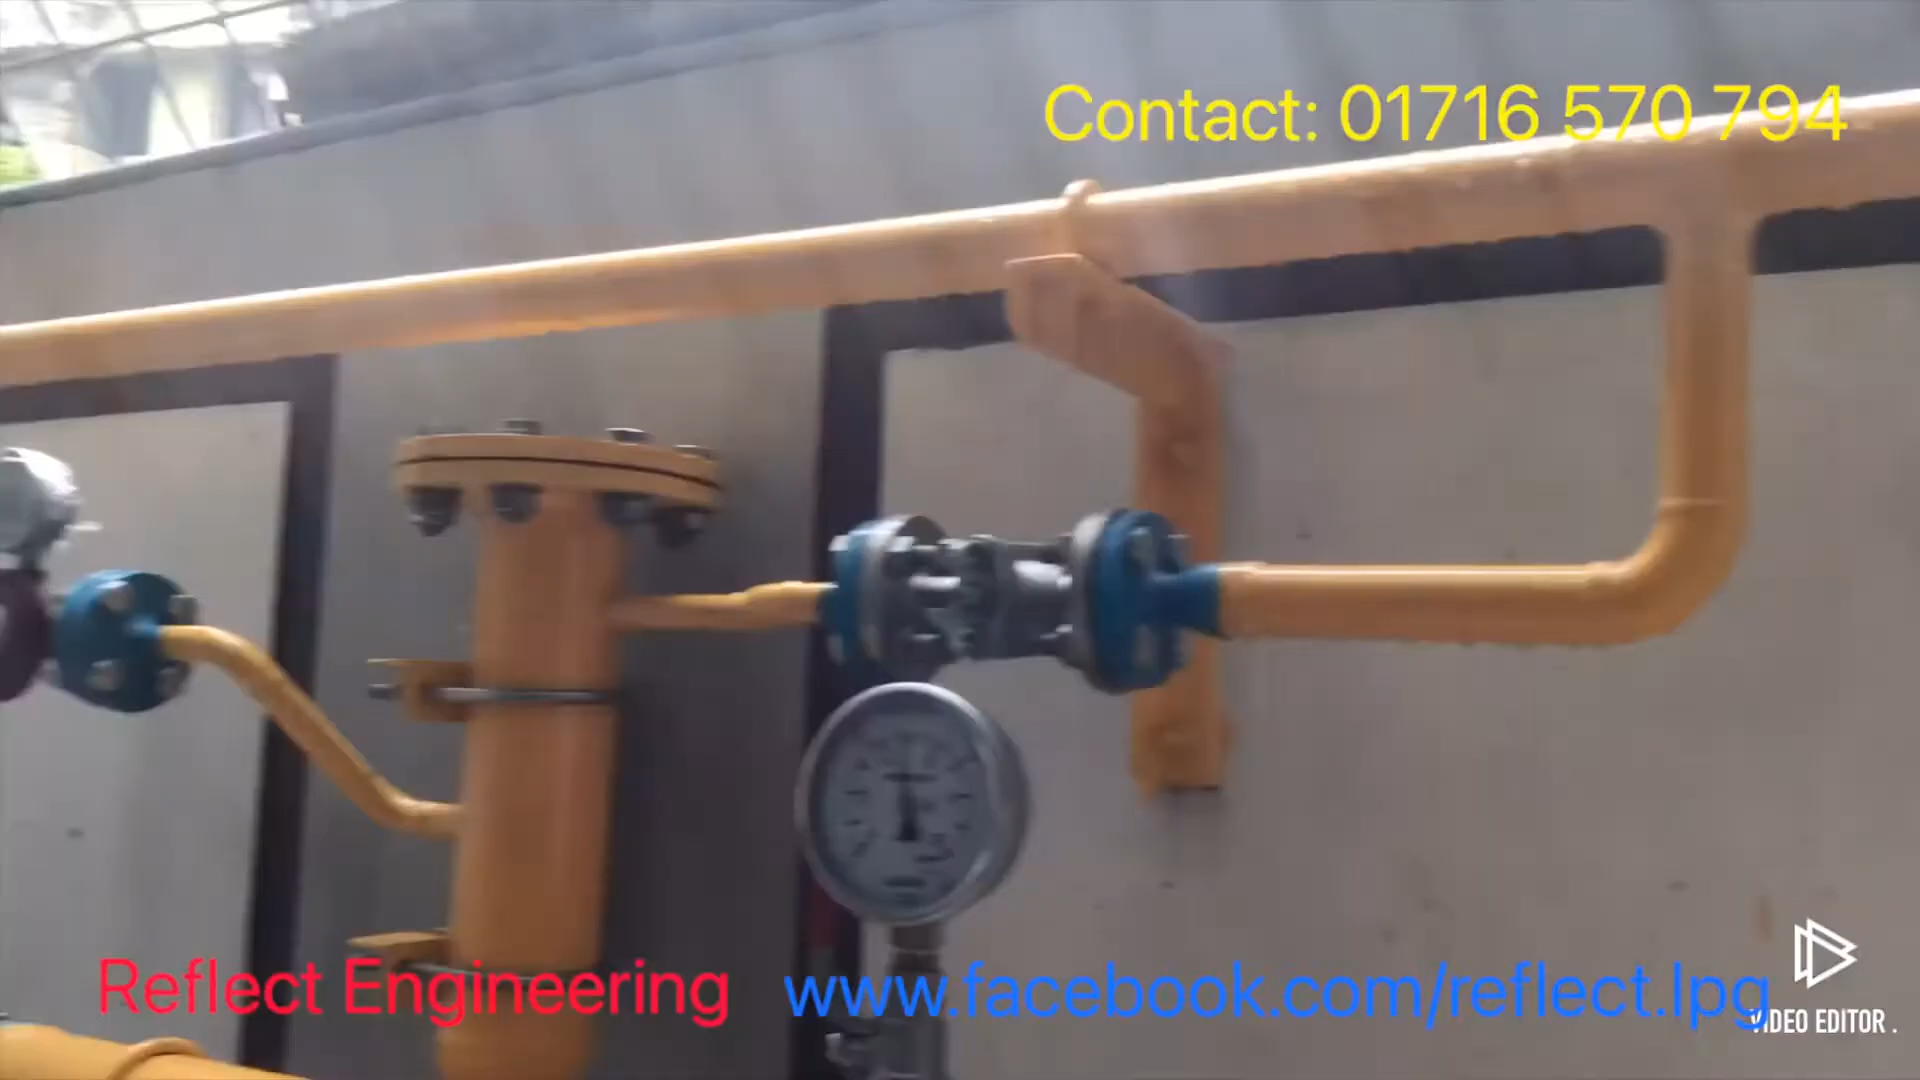 Contact: 01716 570 794
Reflect Engineering
www.facebook.com/reflect.lpg
VIDEO EDITOR .